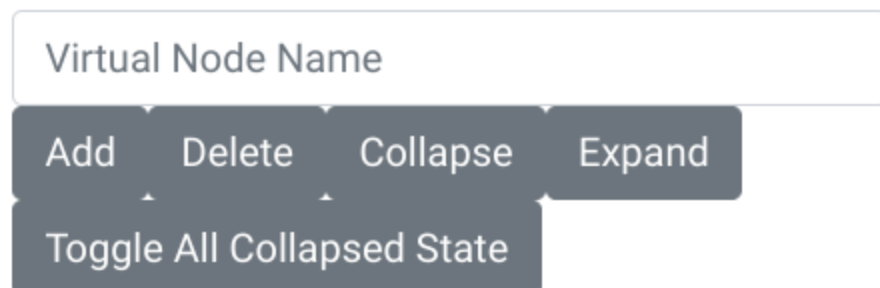 Virtual Node Name
Add Delete Collapse Expand
Toggle All Collapsed State